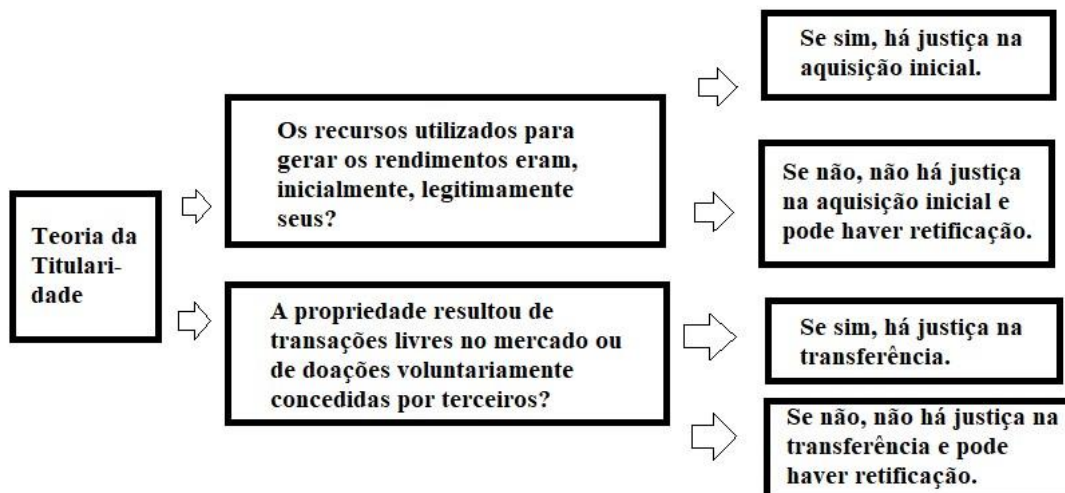 Teoria da
Titulari-
dade
Os recursos utilizados para
gerar os rendimentos eram,
inicialmente, legitimamente
seus?
Se sim, há justiça na
aquisição inicial.
Se não, não há justiça
na aquisição inicial e
pode haver retificação.
A propriedade resultou de
transações livres no mercado ou
de doações voluntariamente
concedidas por terceiros?
Se sim, há justiça na
transferência.
Se não, não há justiça na
transferência e pode
haver retificação.